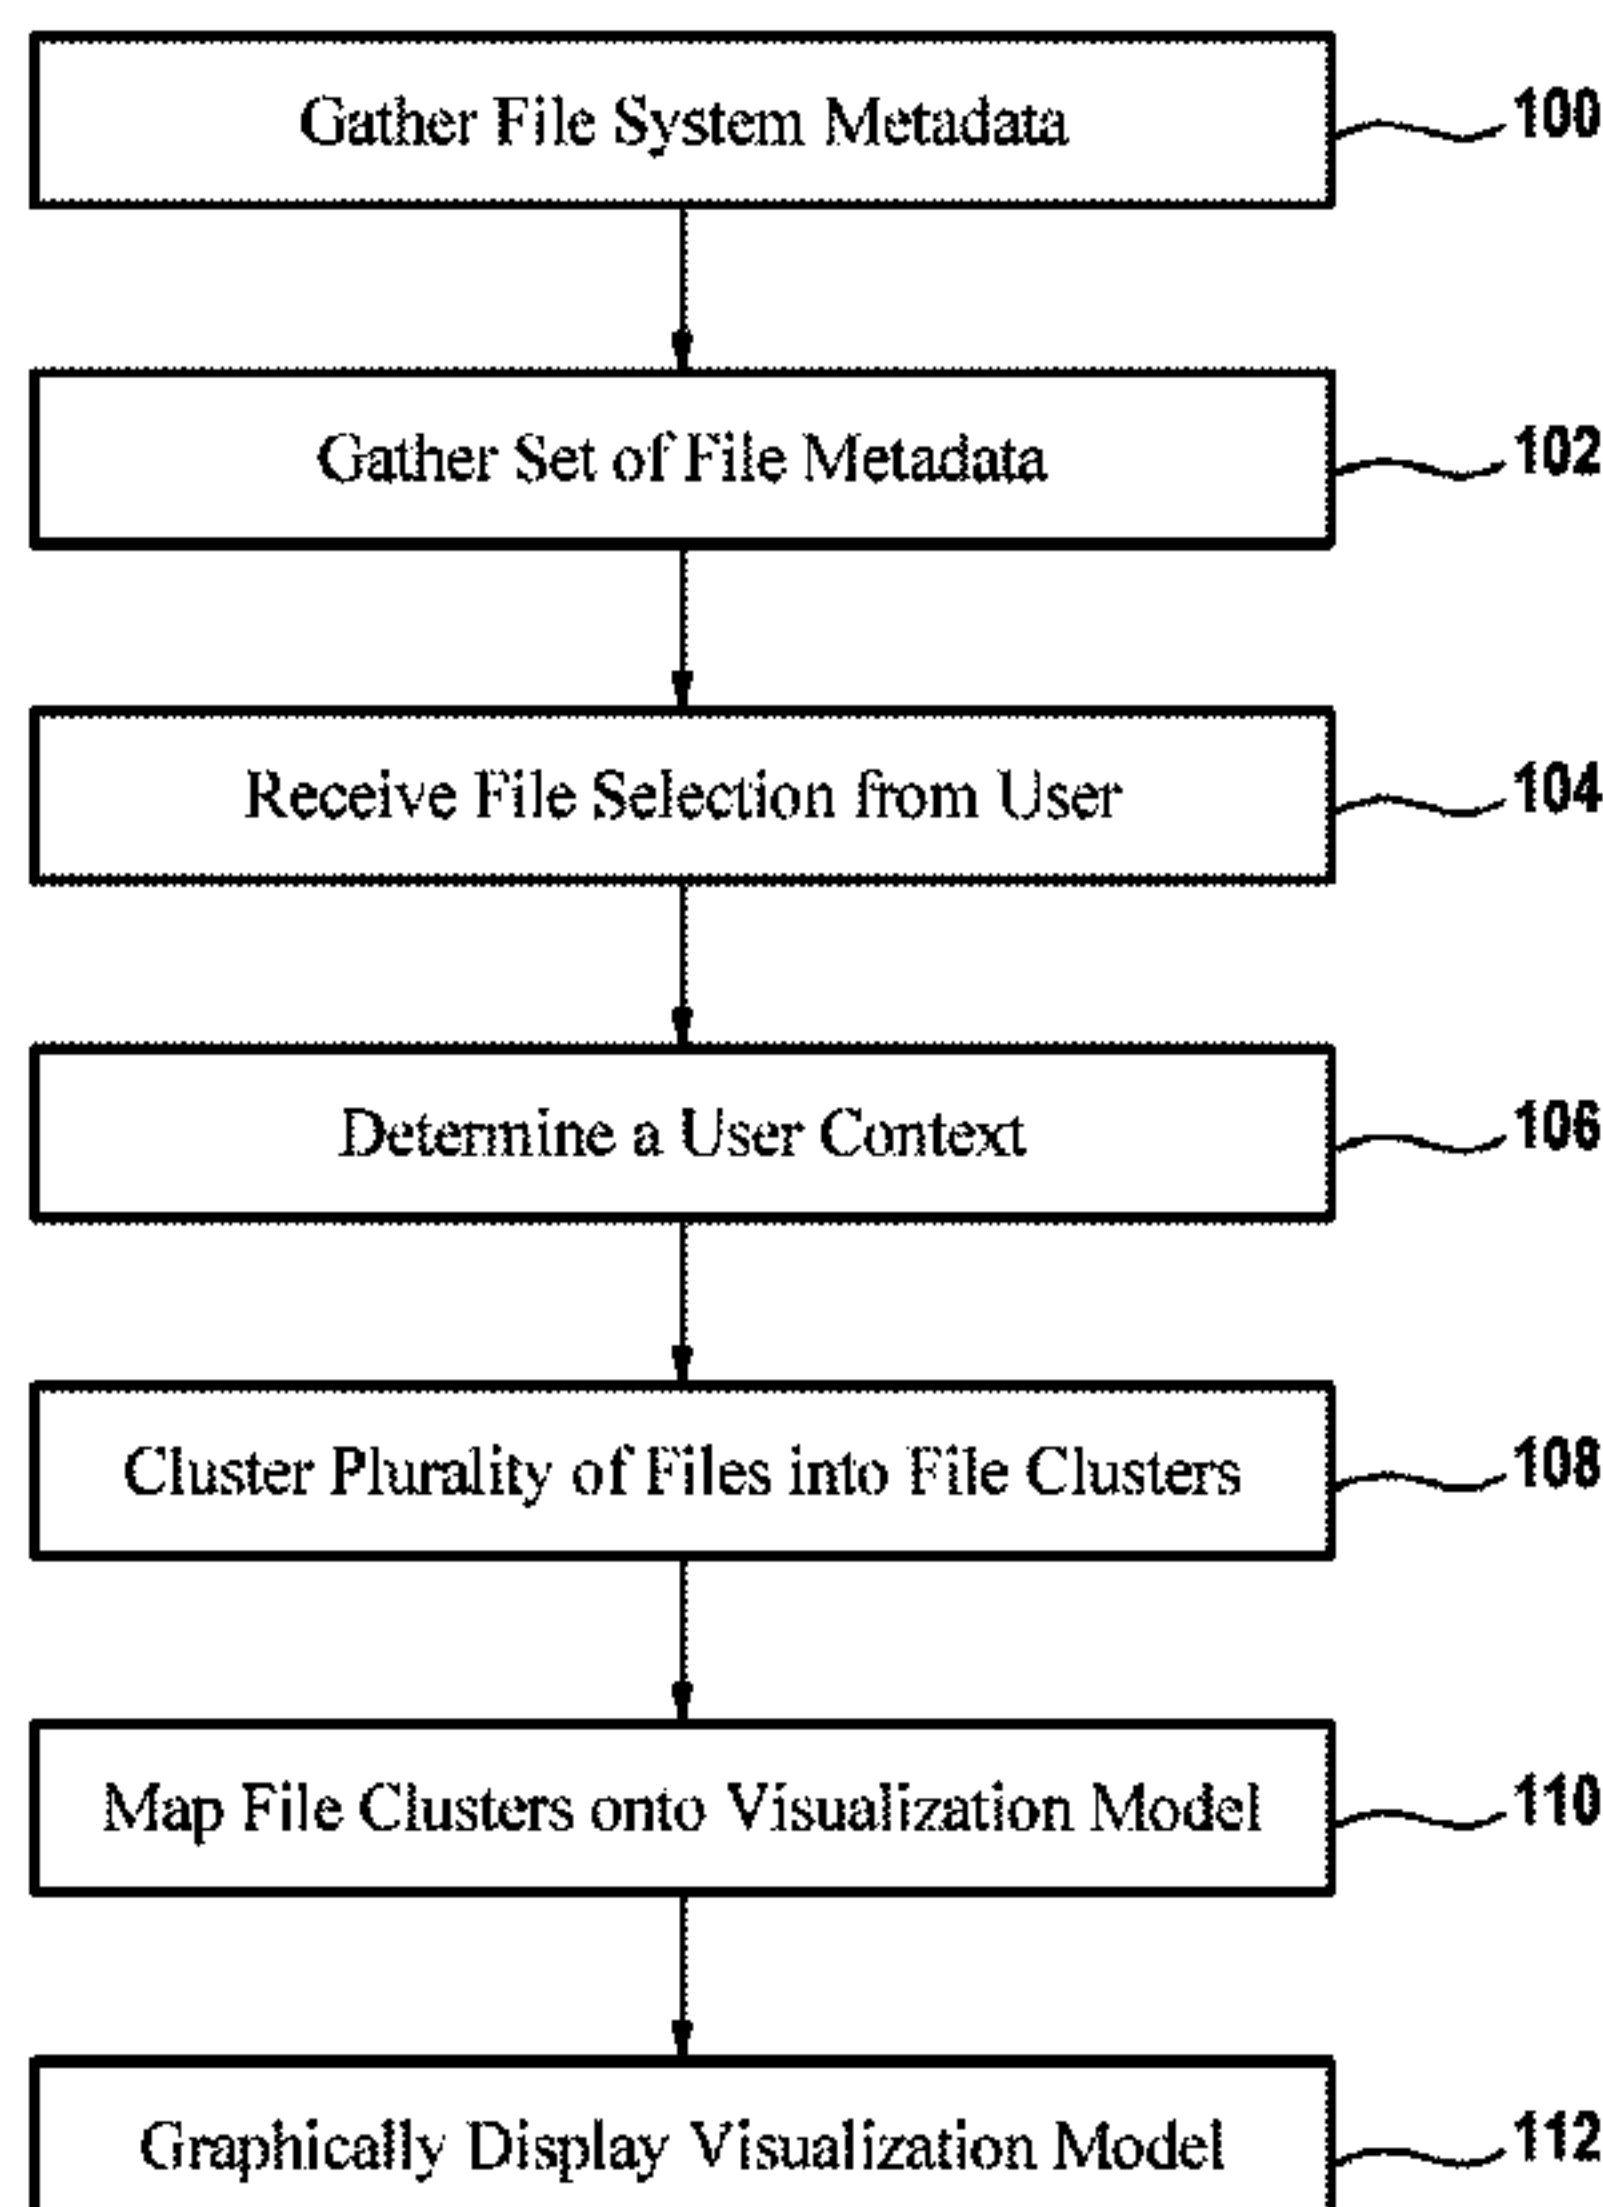 Gather File System Metadata
100
Gather Set of File Metadata
102
Receive File Selection from User
104
Determine a User Context
106
Cluster Plurality of Files into File Clusters
108
Map File Clusters onto Visualization Model
110
Graphically Display Visualization Model
112